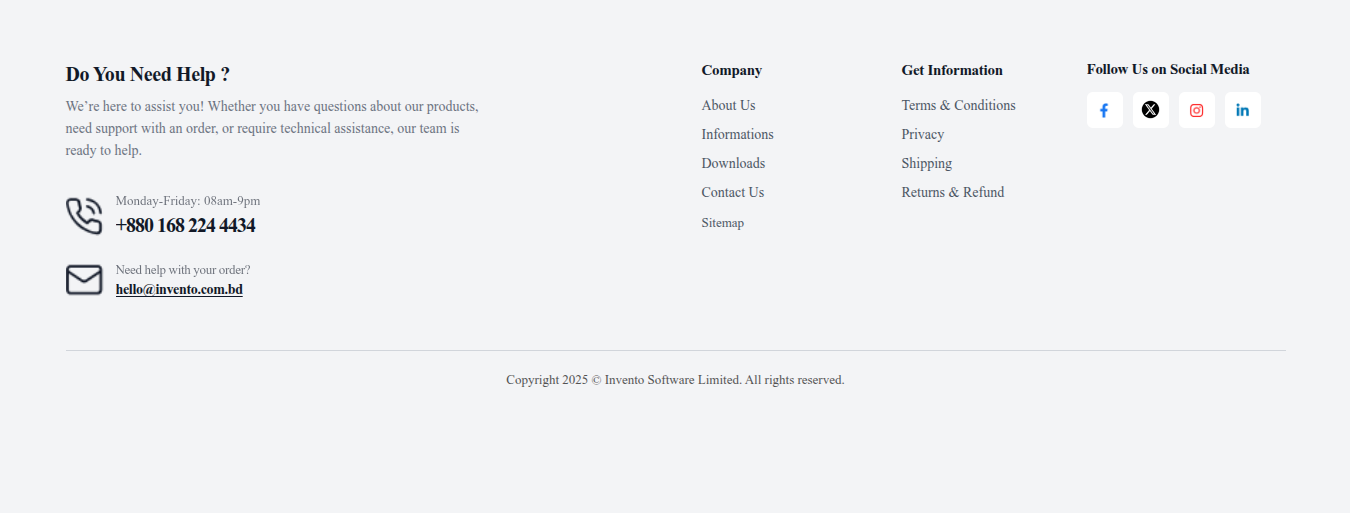 Do You Need Help ?
We're here to assist you! Whether you have questions about our products,
need support with an order, or require technical assistance, our team is
ready to help.
Monday-Friday: 08am-9pm
+880 168 224 4434
Need help with your order?
hello@invento.com.bd
Company
About Us
Informations
Downloads
Contact Us
Sitemap
Get Information
Terms & Conditions
Privacy
Shipping
Returns & Refund
Follow Us on Social Media
Copyright 2025 © Invento Software Limited. All rights reserved.